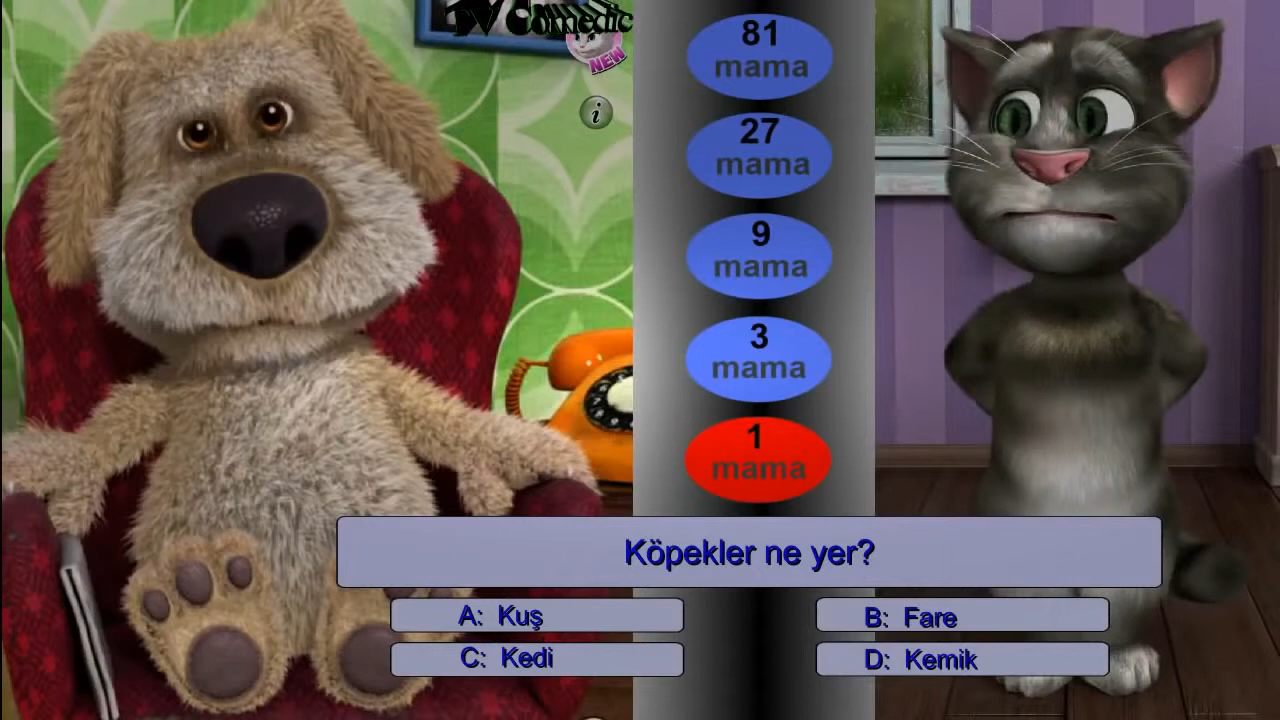 TV Comedic
NEW
i
81
mama
27
mama
9
mama
3
mama
1
mama
Köpekler ne yer?
A: Kuş
B: Fare
C: Kedi
D: Kemik